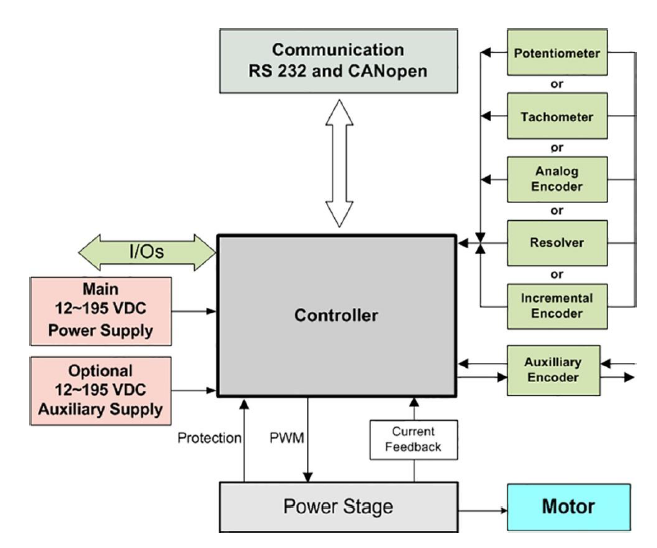 Communication
RS 232 and CANopen
Potentiometer
or
Tachometer
or
Analog
Encoder
or
Resolver
or
Incremental
Encoder
I/Os
Main
12~195 VDC
Power Supply
Controller
Optional
12~195 VDC
Auxiliary Supply
Auxilliary
Encoder
Protection
PWM
Current
Feedback
Power Stage
Motor